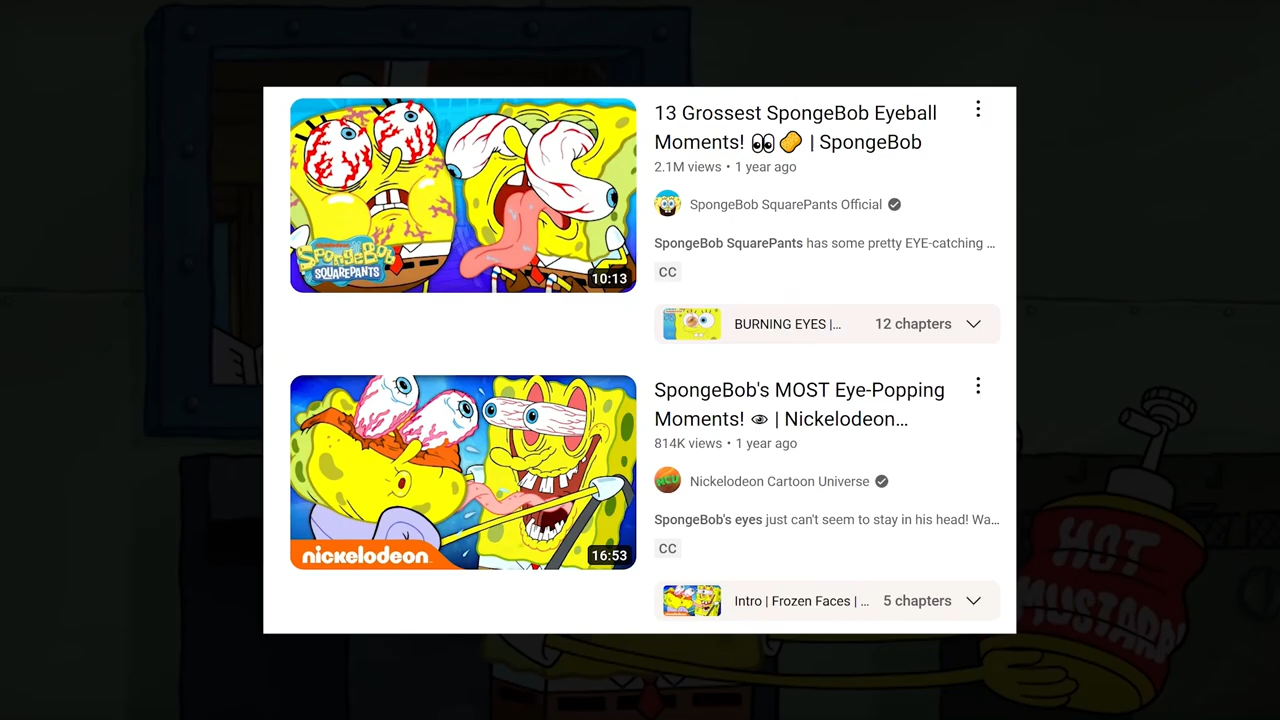 13 Grossest SpongeBob Eyeball
Moments! 👀🧽 | SpongeBob
2.1M views • 1 year ago
SpongeBob SquarePants Official
SpongeBob SquarePants has some pretty EYE-catching ...
CC
BURNING EYES |...
12 chapters
nickelodeon
SpongeBob
SQUAREPANTS
10:13
SpongeBob's MOST Eye-Popping
Moments! 👁 | Nickelodeon...
814K views • 1 year ago
NCU
Nickelodeon Cartoon Universe
SpongeBob's eyes just can't seem to stay in his head! Wa...
CC
Intro | Frozen Faces | ...
5 chapters
nickelodeon
16:53
HOT
MUSTARD